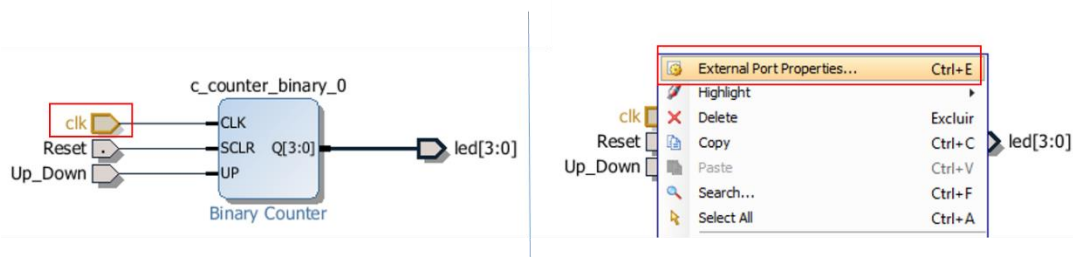 c_counter_binary_0
clk
CLK
Reset
SCLR
Q[3:0]
led[3:0]
Up_Down
UP
Binary Counter
External Port Properties... Ctrl+E
Highlight
clk
Delete Excluir
Reset
Copy Ctrl+C
led[3:0]
Up_Down
Paste Ctrl+V
Search... Ctrl+F
Select All Ctrl+A